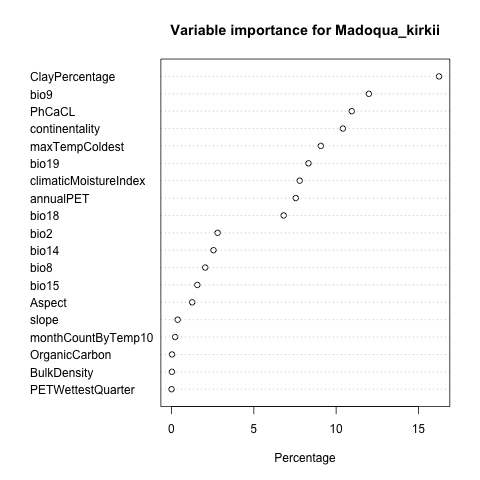 Variable importance for Madoqua_kirkii
ClayPercentage
bio9
PhCaCL
continentality
maxTempColdest
bio19
climaticMoistureIndex
annualPET
bio18
bio2
bio14
bio8
bio15
Aspect
slope
monthCountByTemp10
OrganicCarbon
BulkDensity
PETWettestQuarter
0 5 10 15
Percentage